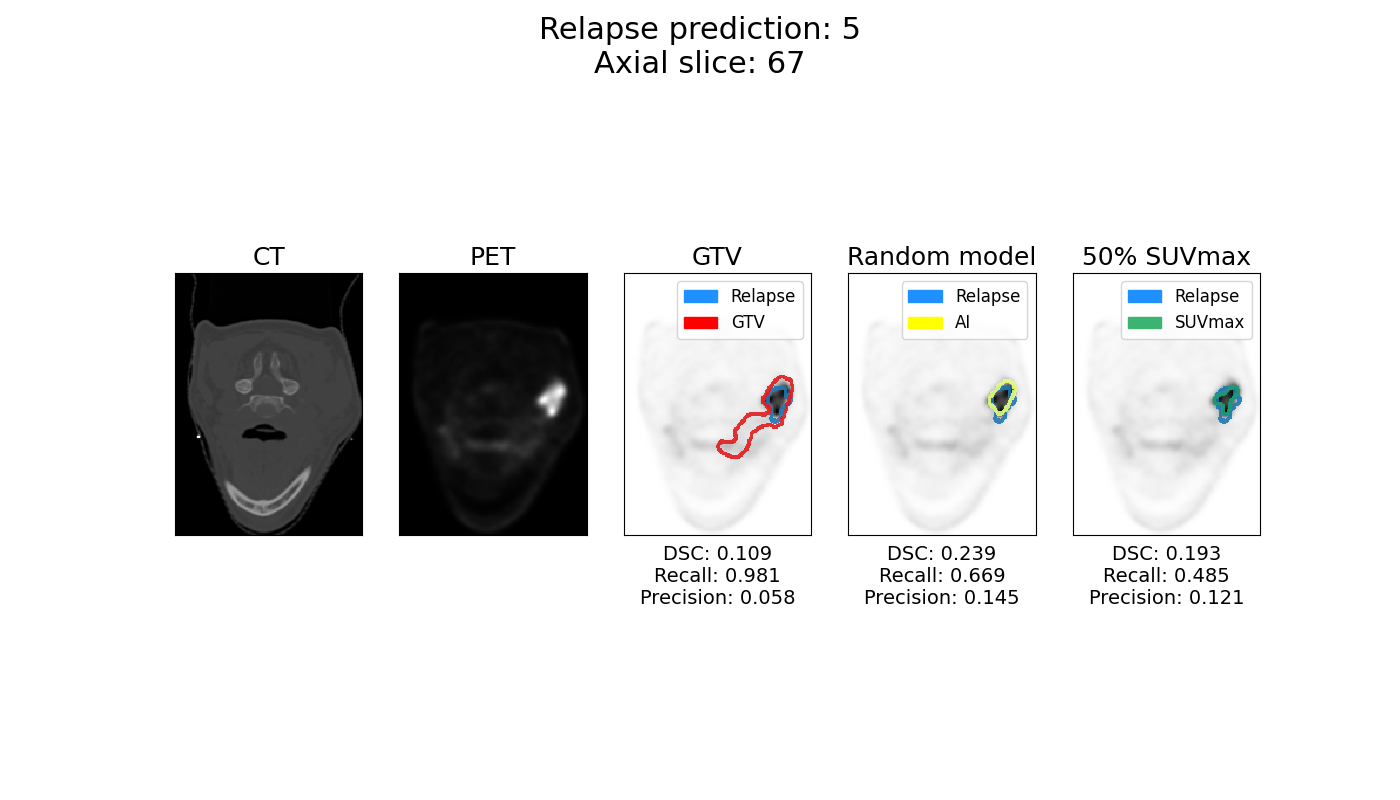 Relapse prediction: 5
Axial slice: 67
CT
PET
GTV
Random model
50% SUVmax
Relapse
GTV
Relapse
AI
Relapse
SUVmax
DSC: 0.109
Recall: 0.981
Precision: 0.058
DSC: 0.239
Recall: 0.669
Precision: 0.145
DSC: 0.193
Recall: 0.485
Precision: 0.121